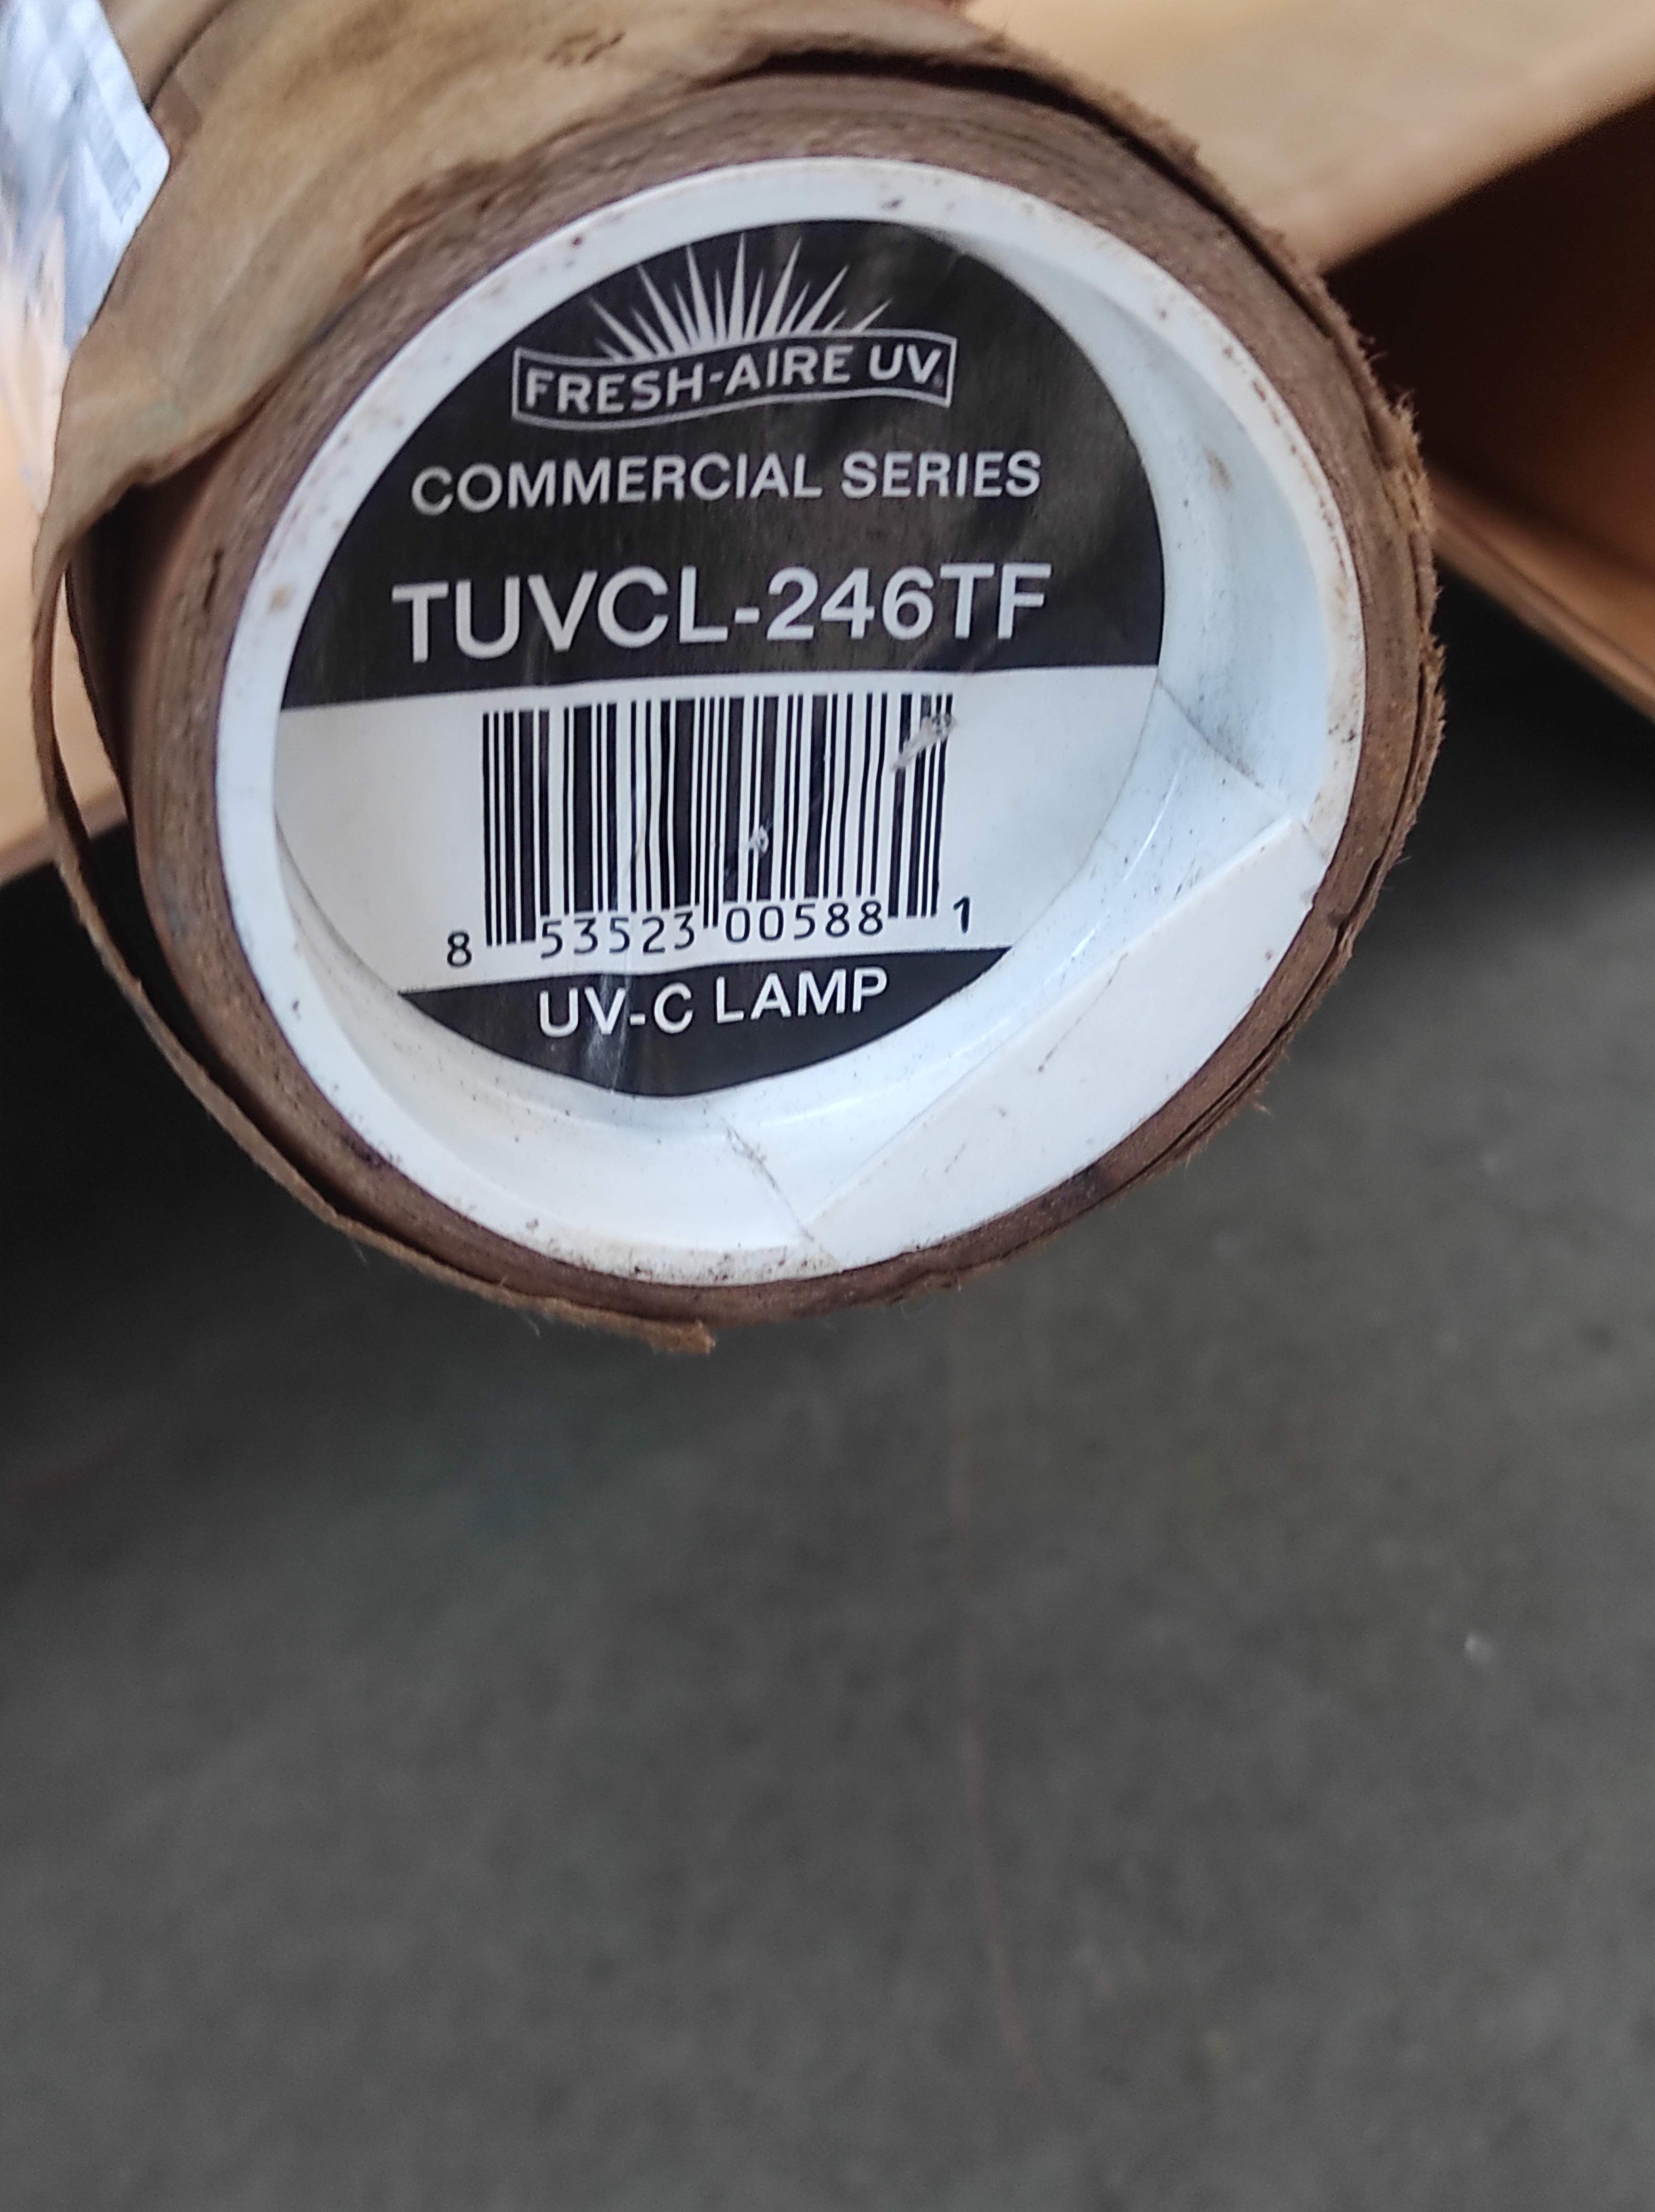 FRESH-AIRE UV®
COMMERCIAL SERIES
TUVCL-246TF
8 53523 00588 1
UV-C LAMP